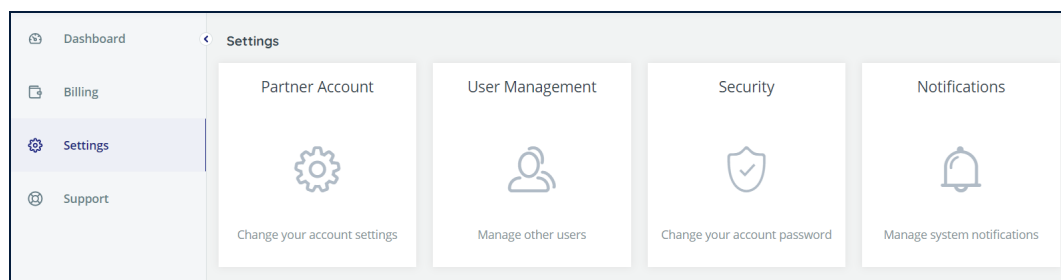 Dashboard
Billing
Settings
Support
Settings
Partner Account
Change your account settings
User Management
Manage other users
Security
Change your account password
Notifications
Manage system notifications